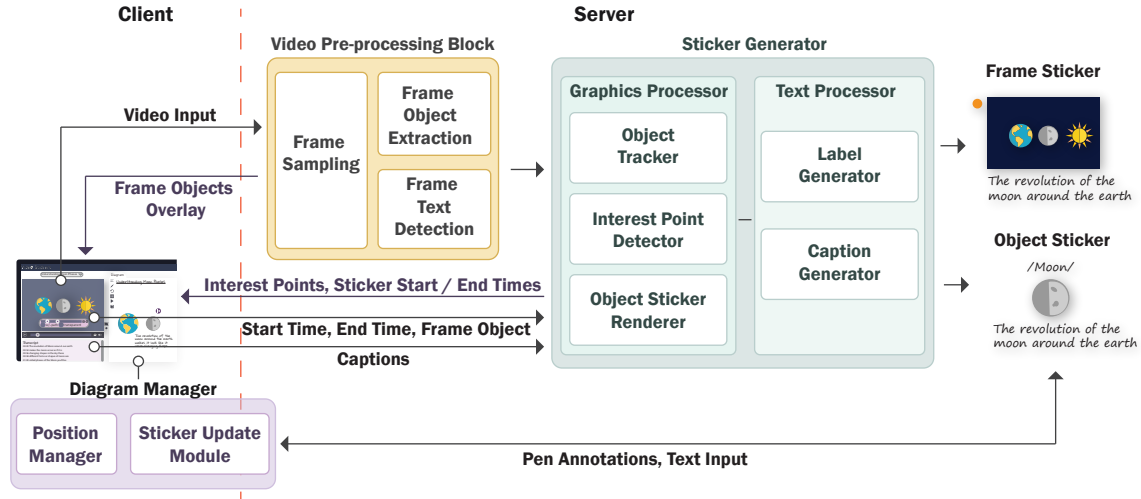 Client
Server
Video Pre-processing Block
Sticker Generator
Frame Sticker
Video Input
Frame
Sampling
Frame
Object
Extraction
Frame
Text
Detection
Graphics Processor
Object
Tracker
Interest Point
Detector
Object Sticker
Renderer
Text Processor
Label
Generator
Caption
Generator
The revolution of the
moon around the earth
Frame Objects
Overlay
Object Sticker
/Moon/
The revolution of the
moon around the earth
Interest Points, Sticker Start / End Times
Start Time, End Time, Frame Object
Captions
Diagram Manager
Position
Manager
Sticker Update
Module
Pen Annotations, Text Input